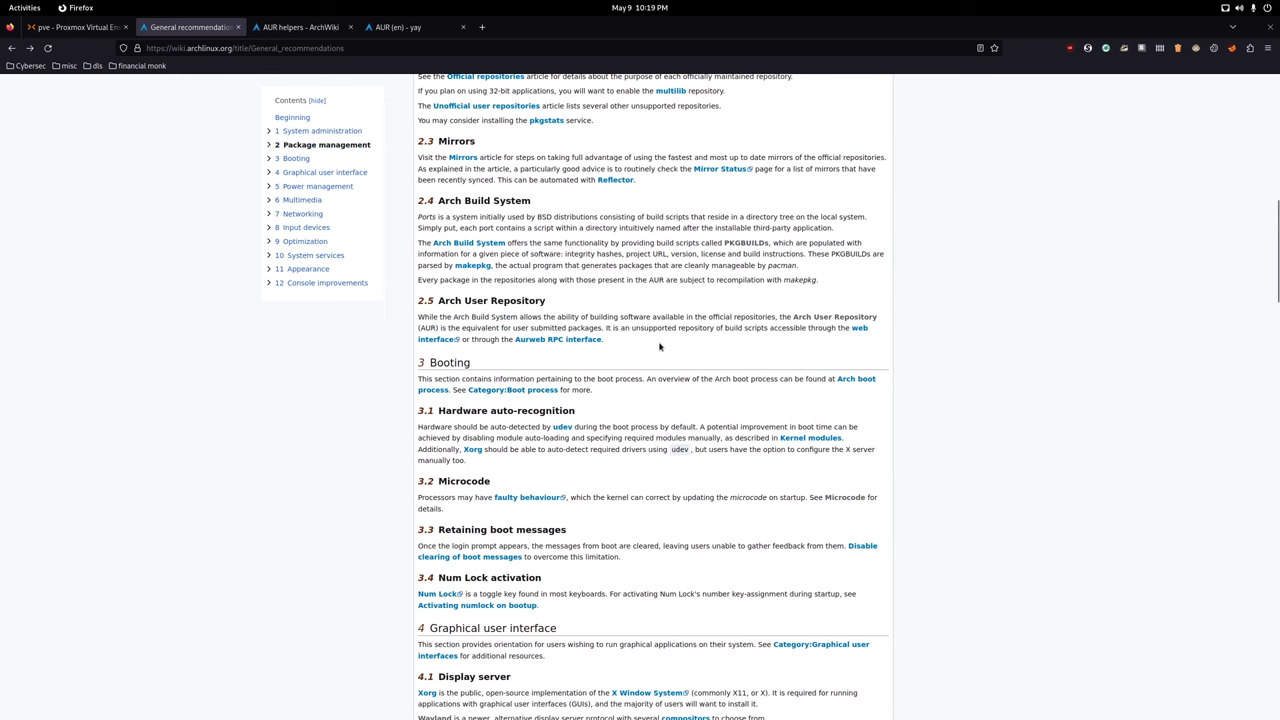 Activities
Firefox
May 9 10:19 PM
pve - Proxmox Virtual En
General recommendation
AUR helpers - ArchWiki
AUR (en) - yay
https://wiki.archlinux.org/title/General_recommendations
Cybersec
misc
dls
financial monk
Contents [hide]
Beginning
1 System administration
2 Package management
3 Booting
4 Graphical user interface
5 Power management
6 Multimedia
7 Networking
8 Input devices
9 Optimization
10 System services
11 Appearance
12 Console improvements
See the Official repositories article for details about the purpose of each officially maintained repository.
If you plan on using 32-bit applications, you will want to enable the multilib repository.
The Unofficial user repositories article lists several other unsupported repositories.
You may consider installing the pkgstats service.
2.3 Mirrors
Visit the Mirrors article for steps on taking full advantage of using the fastest and most up to date mirrors of the official repositories.
As explained in the article, a particularly good advice is to routinely check the Mirror Status page for a list of mirrors that have
been recently synced. This can be automated with Reflector.
2.4 Arch Build System
Ports is a system initially used by BSD distributions consisting of build scripts that reside in a directory tree on the local system.
Simply put, each port contains a script within a directory intuitively named after the installable third-party application.
The Arch Build System offers the same functionality by providing build scripts called PKGBUILDs, which are populated with
information for a given piece of software: integrity hashes, project URL, version, license and build instructions. These PKGBUILDs are
parsed by makepkg, the actual program that generates packages that are cleanly manageable by pacman.
Every package in the repositories along with those present in the AUR are subject to recompilation with makepkg.
2.5 Arch User Repository
While the Arch Build System allows the ability of building software available in the official repositories, the Arch User Repository
(AUR) is the equivalent for user submitted packages. It is an unsupported repository of build scripts accessible through the web
interface or through the Aurweb RPC interface.
3 Booting
This section contains information pertaining to the boot process. An overview of the Arch boot process can be found at Arch boot
process. See Category:Boot process for more.
3.1 Hardware auto-recognition
Hardware should be auto-detected by udev during the boot process by default. A potential improvement in boot time can be
achieved by disabling module auto-loading and specifying required modules manually, as described in Kernel modules.
Additionally, Xorg should be able to auto-detect required drivers using udev, but users have the option to configure the X server
manually too.
3.2 Microcode
Processors may have faulty behaviour, which the kernel can correct by updating the microcode on startup. See Microcode for
details.
3.3 Retaining boot messages
Once the login prompt appears, the messages from boot are cleared, leaving users unable to gather feedback from them. Disable
clearing of boot messages to overcome this limitation.
3.4 Num Lock activation
Num Lock is a toggle key found in most keyboards. For activating Num Lock's number key-assignment during startup, see
Activating numlock on bootup.
4 Graphical user interface
This section provides orientation for users wishing to run graphical applications on their system. See Category:Graphical user
interfaces for additional resources.
4.1 Display server
Xorg is the public, open-source implementation of the X Window System (commonly X11, or X). It is required for running
applications with graphical user interfaces (GUIs), and the majority of users will want to install it.
Wayland is a newer, alternative display server protocol with several compositors to choose from.